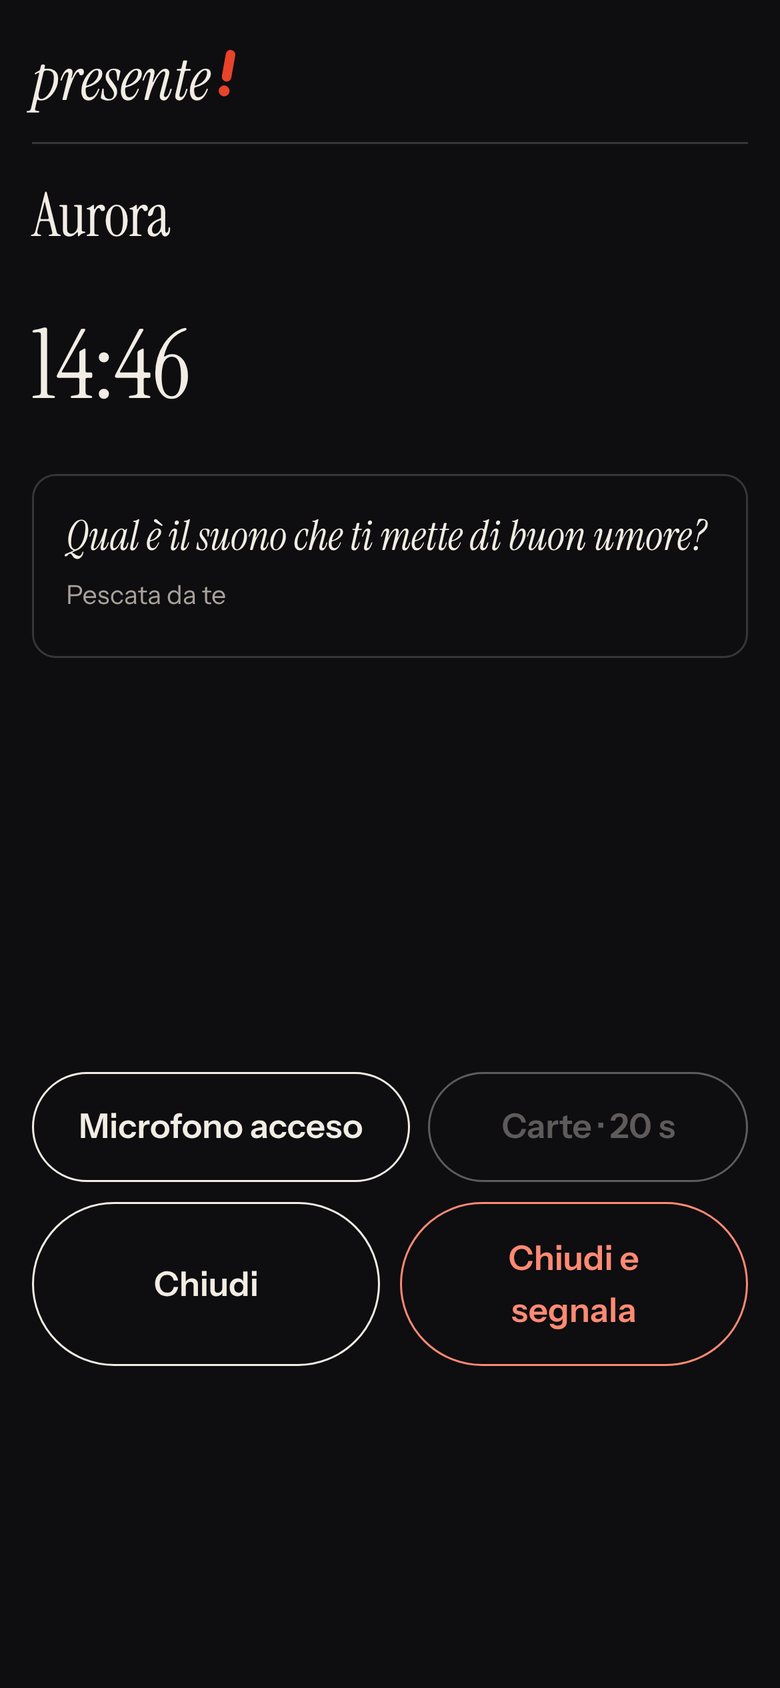 presente!
Aurora
14:46
Qual è il suono che ti mette di buon umore?
Pescata da te
Microfono acceso
Carte · 20 s
Chiudi
Chiudi e
segnala